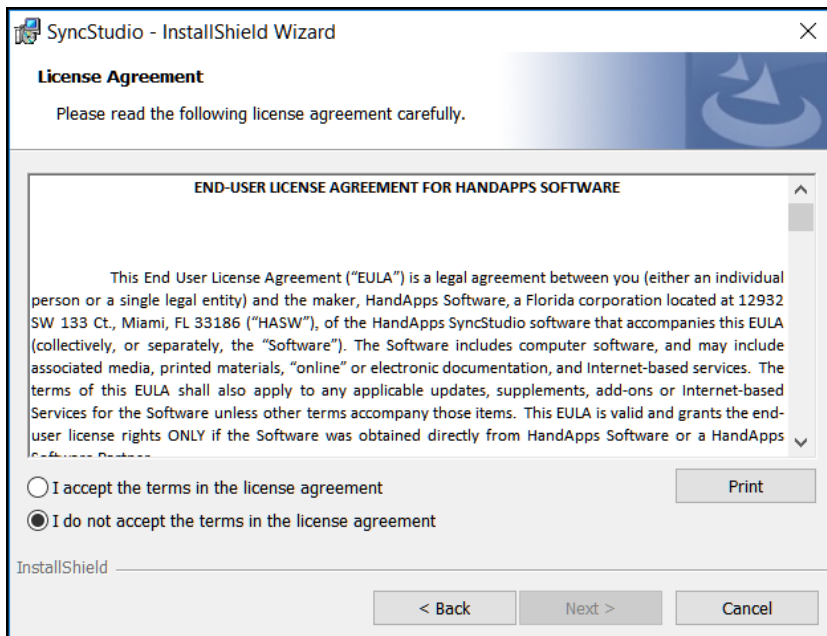 SyncStudio - InstallShield Wizard
License Agreement
Please read the following license agreement carefully.
END-USER LICENSE AGREEMENT FOR HANDAPPS SOFTWARE
This End User License Agreement (“EULA”) is a legal agreement between you (either an individual
person or a single legal entity) and the maker, HandApps Software, a Florida corporation located at 12932
SW 133 Ct., Miami, FL 33186 (“HASW”), of the HandApps SyncStudio software that accompanies this EULA
(collectively, or separately, the “Software”). The Software includes computer software, and may include
associated media, printed materials, “online” or electronic documentation, and Internet-based services. The
terms of this EULA shall also apply to any applicable updates, supplements, add-ons or Internet-based
Services for the Software unless other terms accompany those items. This EULA is valid and grants the end-
user license rights ONLY if the Software was obtained directly from HandApps Software or a HandApps
Software Partner
I accept the terms in the license agreement
Print
I do not accept the terms in the license agreement
InstallShield
< Back
Next >
Cancel